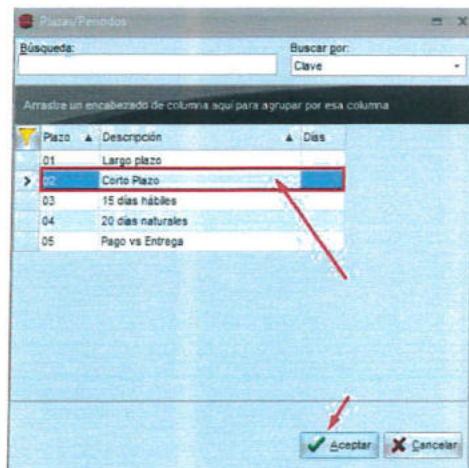 Plazas/Periodos
Búsqueda:
Buscar por:
Clave
Arrastre un encabezado de columna aquí para agrupar por esa columna
Plazo Descripción Días
01 Largo plazo
02 Corto Plazo
03 15 días hábiles
04 20 días naturales
05 Pago vs Entrega
Aceptar Cancelar